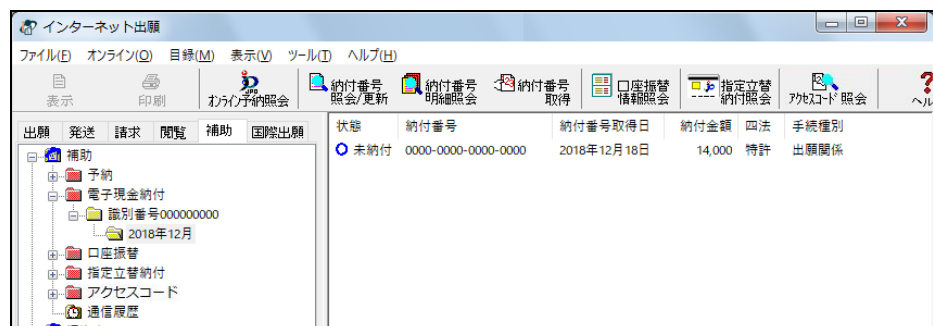 インターネット出願
ファイル(F) オンライン(O) 目録(M) 表示(V) ツール(T) ヘルプ(H)
表示
印刷
オンライン予納照会
納付番号
照会/更新
納付番号
明細照会
納付番号
取得
口座振替
情報照会
指定立替
納付照会
アクセスコード 照会
ヘル
出願 発送 請求 閲覧 補助 国際出願
補助
予納
電子現金納付
識別番号000000000
2018年12月
口座振替
指定立替納付
アクセスコード
通信履歴
状態 納付番号 納付番号取得日 納付金額 四法 手続種別
未納付 0000-0000-0000-0000 2018年12月18日 14,000 特許 出願関係